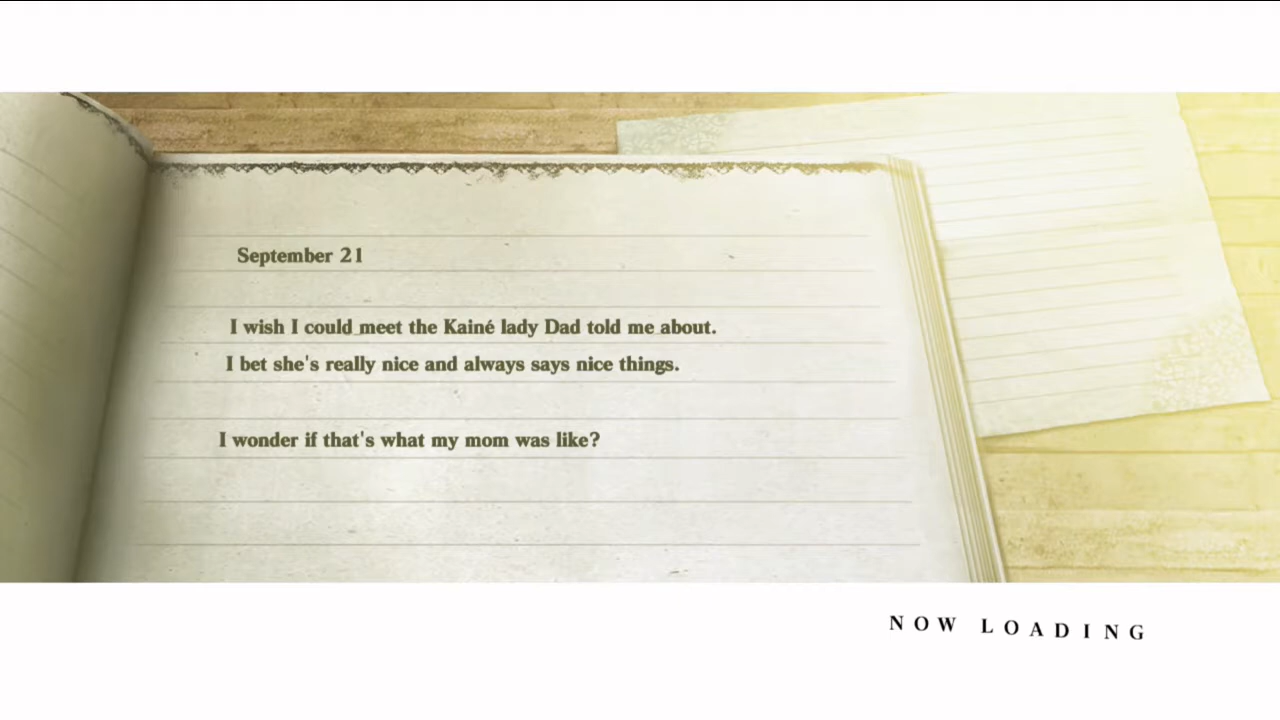 September 21
I wish I could meet the Kainé lady Dad told me about.
I bet she's really nice and always says nice things.
I wonder if that's what my mom was like?
NOW LOADING